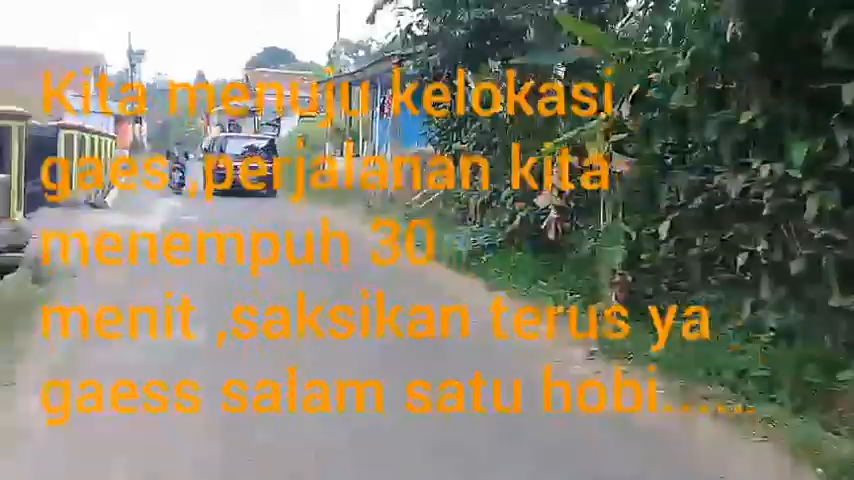 Kita menuju kelokasi
gaes ,perjalanan kita
menempuh 30
menit ,saksikan terus ya
gaess salam satu hobi......